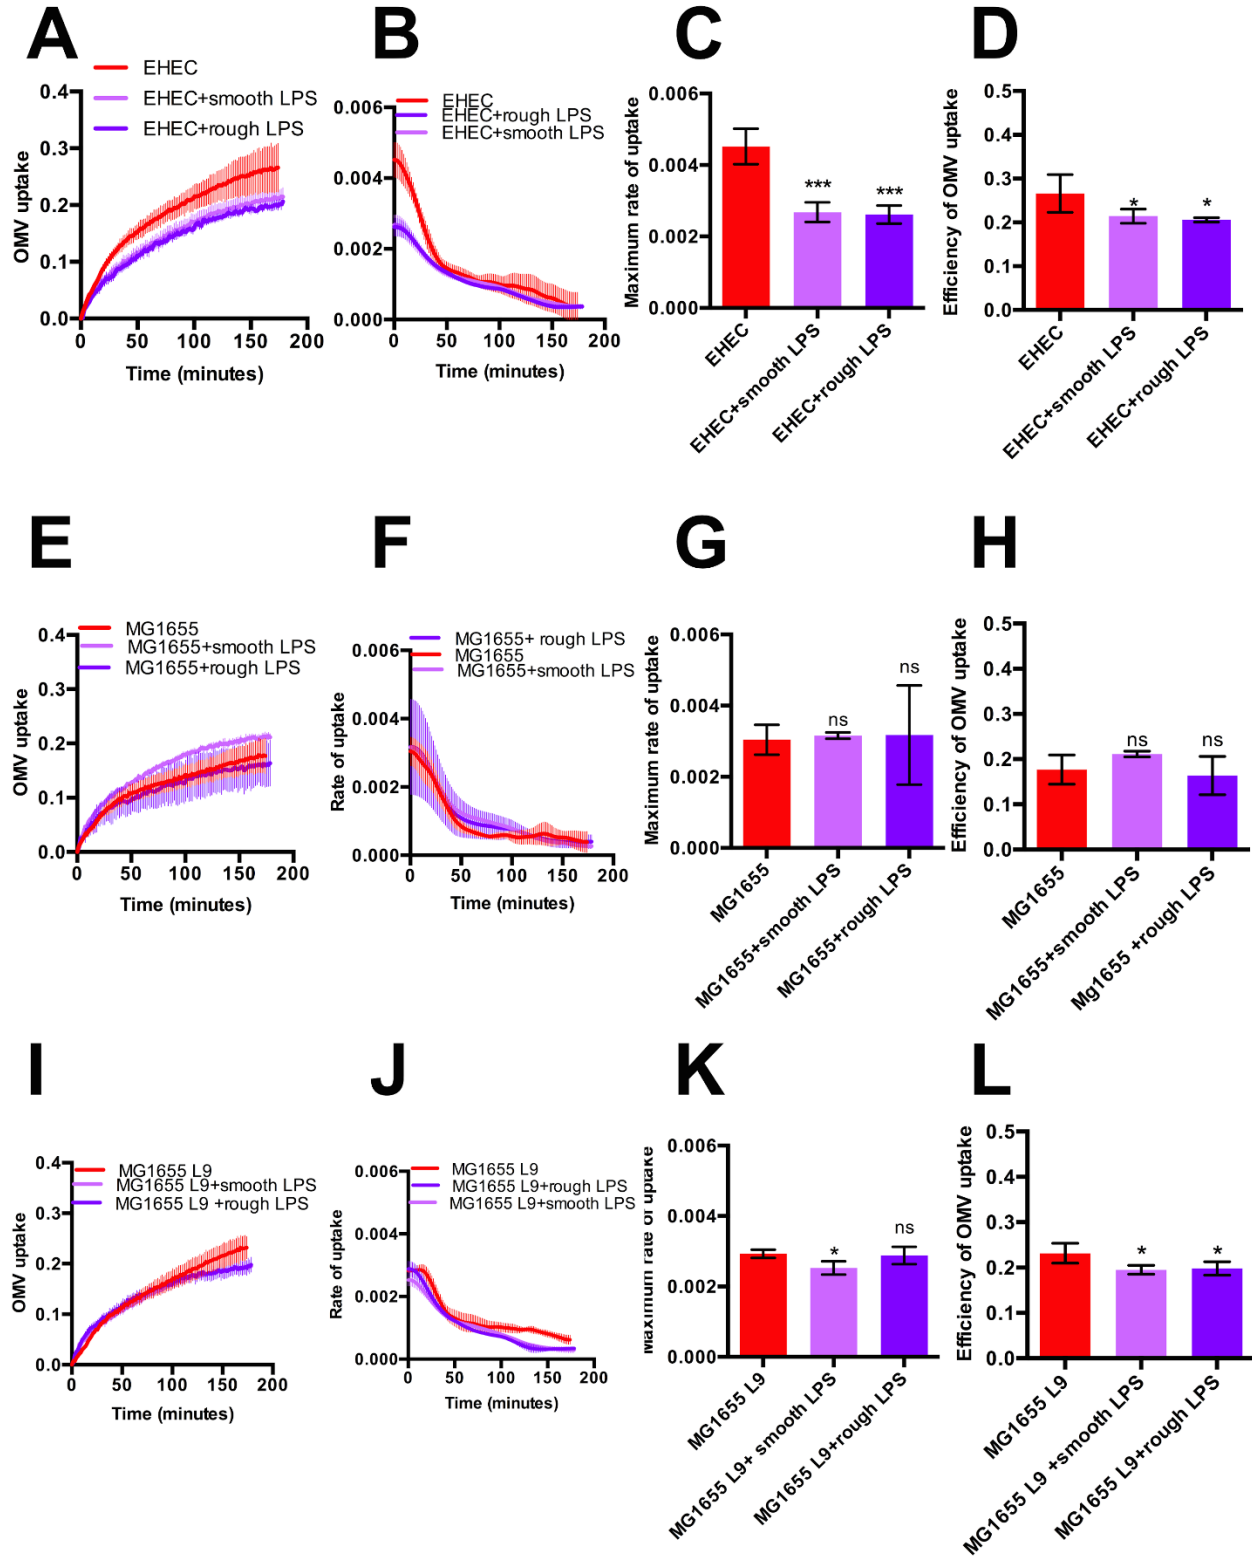 A
B
C
D
EHEC
EHEC+smooth LPS
EHEC+rough LPS
0.4
0.3
0.2
0.1
0.0
OMV uptake
0
50
100
150
200
Time (minutes)
EHEC
EHEC+rough LPS
EHEC+smooth LPS
0.006
0.004
0.002
0.000
0
50
100
150
200
Time (minutes)
0.006
0.004
0.002
0.000
Maximum rate of uptake
***
***
EHEC
EHEC+smooth LPS
EHEC+rough LPS
0.5
0.4
0.3
0.2
0.1
0.0
Efficiency of OMV uptake
*
*
EHEC
EHEC+smooth LPS
EHEC+rough LPS
E
F
G
H
MG1655
MG1655+smooth LPS
MG1655+rough LPS
0.4
0.3
0.2
0.1
0.0
OMV uptake
0
50
100
150
200
Time (minutes)
MG1655+ rough LPS
MG1655
MG1655+smooth LPS
0.006
0.004
0.002
0.000
Rate of uptake
0
50
100
150
200
Time (minutes)
0.006
0.004
0.002
0.000
Maximum rate of uptake
ns
ns
MG1655
MG1655+smooth LPS
MG1655+rough LPS
0.5
0.4
0.3
0.2
0.1
0.0
Efficiency of OMV uptake
ns
ns
MG1655
MG1655+smooth LPS
Mg1655 +rough LPS
I
J
K
L
MG1655 L9
MG1655 L9+smooth LPS
MG1655 L9 +rough LPS
0.4
0.3
0.2
0.1
0.0
OMV uptake
0
50
100
150
200
Time (minutes)
MG1655 L9
MG1655 L9+rough LPS
MG1655 L9+smooth LPS
0.006
0.004
0.002
0.000
Rate of uptake
0
50
100
150
200
Time (minutes)
0.006
0.004
0.002
0.000
Maximum rate of uptake
*
ns
MG1655 L9
MG1655 L9+ smooth LPS
MG1655 L9+rough LPS
0.5
0.4
0.3
0.2
0.1
0.0
Efficiency of OMV uptake
*
*
MG1655 L9
MG1655 L9 +smooth LPS
MG1655 L9+rough LPS